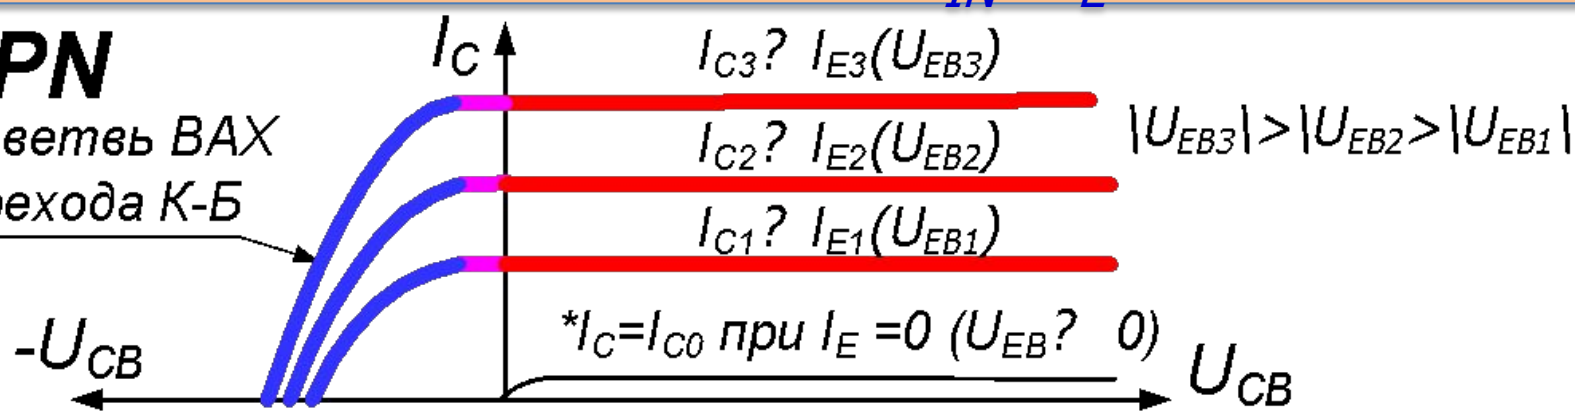 IN E
PN
I_C
I_C3? I_E3(U_EB3)
ветвь ВАХ
\U_EB3\>\U_EB2>\U_EB1\
I_C2? I_E2(U_EB2)
К-Б
I_C1? I_E1(U_EB1)
*I_C=I_C0 при I_E =0 (U_EB? 0)
-U_CB
U_CB